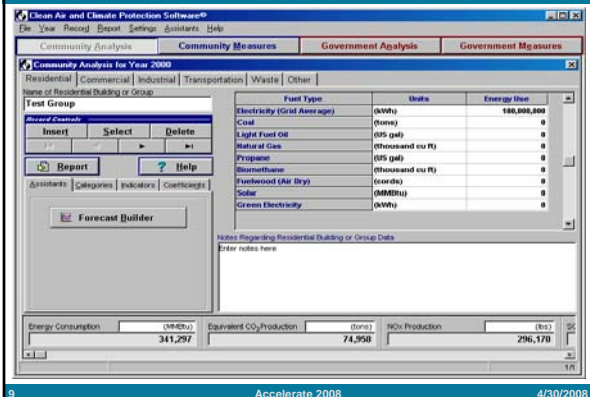 Clean Air and Climate Protection Software©
File Year Record Report Settings Assistants Help
Community Analysis Community Measures Government Analysis Government Measures
Community Analysis for Year 2000
Residential Commercial Industrial Transportation Waste Other
Name of Residential Building or Group
Test Group
Record Controls
Insert Select Delete
Report Help
Assistants Categories Indicators Coefficients
Forecast Builder
Fuel Type Units Energy Use
Electricity (Grid Average) (kWh) 100,000,000
Coal (tons) 0
Light Fuel Oil (US gal) 0
Natural Gas (thousand cu ft) 0
Propane (US gal) 0
Biomethane (thousand cu ft) 0
Fuelwood (Air Dry) (cords) 0
Solar (MMBtu) 0
Green Electricity (kWh) 0
Notes Regarding Residential Building or Group Data
Enter notes here
Energy Consumption (MMBtu) Equivalent CO2 Production (tons) NOx Production (lbs)
341,297 74,950 296,170
1/1
9 Accelerate 2008 4/30/2008